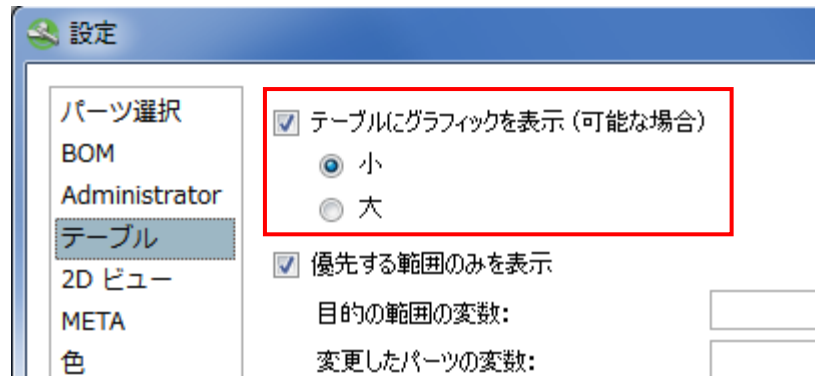 設定
パーツ選択
BOM
Administrator
テーブル
2D ビュー
META
色
テーブルにグラフィックを表示 (可能な場合)
小
大
優先する範囲のみを表示
目的の範囲の変数:
変更したパーツの変数: